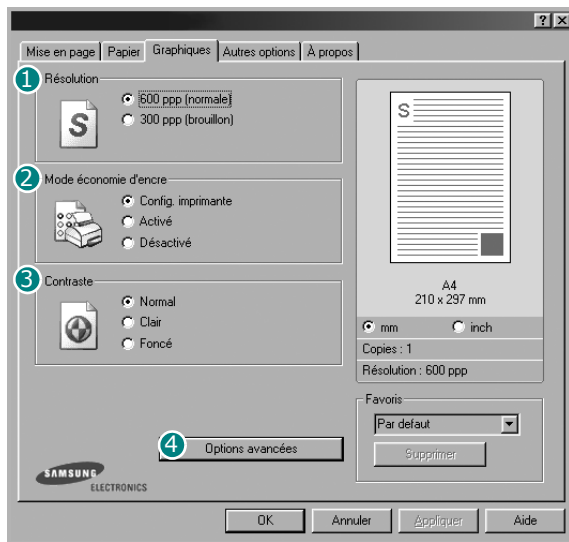 ? x
Mise en page Papier Graphiques Autres options À propos
1 Résolution
600 ppp (normale)
300 ppp (brouillon)
S
2 Mode économie d'encre
Config. imprimante
Activé
Désactivé
3 Contraste
Normal
Clair
Foncé
4 Options avancées
S
A4
210 x 297 mm
mm inch
Copies : 1
Résolution : 600 ppp
Favoris
Par defaut
Supprimer
SAMSUNG
ELECTRONICS
OK Annuler Appliquer Aide